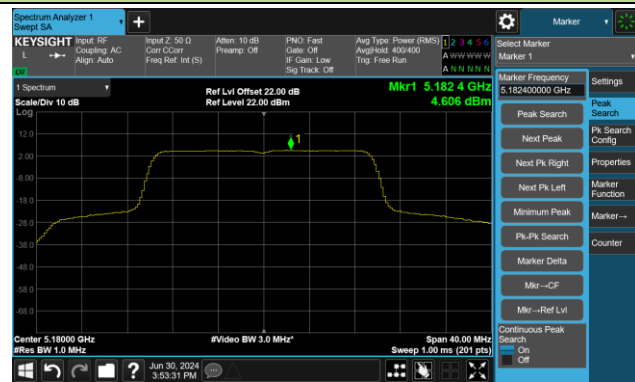 Spectrum Analyzer 1
Swept SA
Marker
KEYSIGHT
L
LW
Input: RF
Coupling: AC
Align: Auto
Input Z: 50 Ω
Corr CCorr
Freq Ref: Int (S)
Atten: 10 dB
Preamp: Off
PNO: Fast
Gate: Off
IF Gain: Low
Sig Track: Off
Avg Type: Power (RMS)
Avg|Hold: 400/400
Trig: Free Run
1 2 3 4 5 6
A W W W W W
A N N N N N
Select Marker
Marker 1
1 Spectrum
Scale/Div 10 dB
Log
Ref Lvl Offset 22.00 dB
Ref Level 22.00 dBm
Mkr1 5.182 4 GHz
4.606 dBm
1
12.0
2.00
-8.00
-18.0
-28.0
-38.0
-48.0
-58.0
-68.0
Center 5.18000 GHz
#Res BW 1.0 MHz
#Video BW 3.0 MHz*
Span 40.00 MHz
Sweep 1.00 ms (201 pts)
Marker Frequency
5.182400000 GHz
Peak Search
Next Peak
Next Pk Right
Next Pk Left
Minimum Peak
Pk-Pk Search
Marker Delta
Mkr→CF
Mkr→Ref Lvl
Continuous Peak
Search
On
Off
Settings
Peak
Search
Pk Search
Config
Properties
Marker
Function
Marker→
Counter
?
Jun 30, 2024
3:53:31 PM